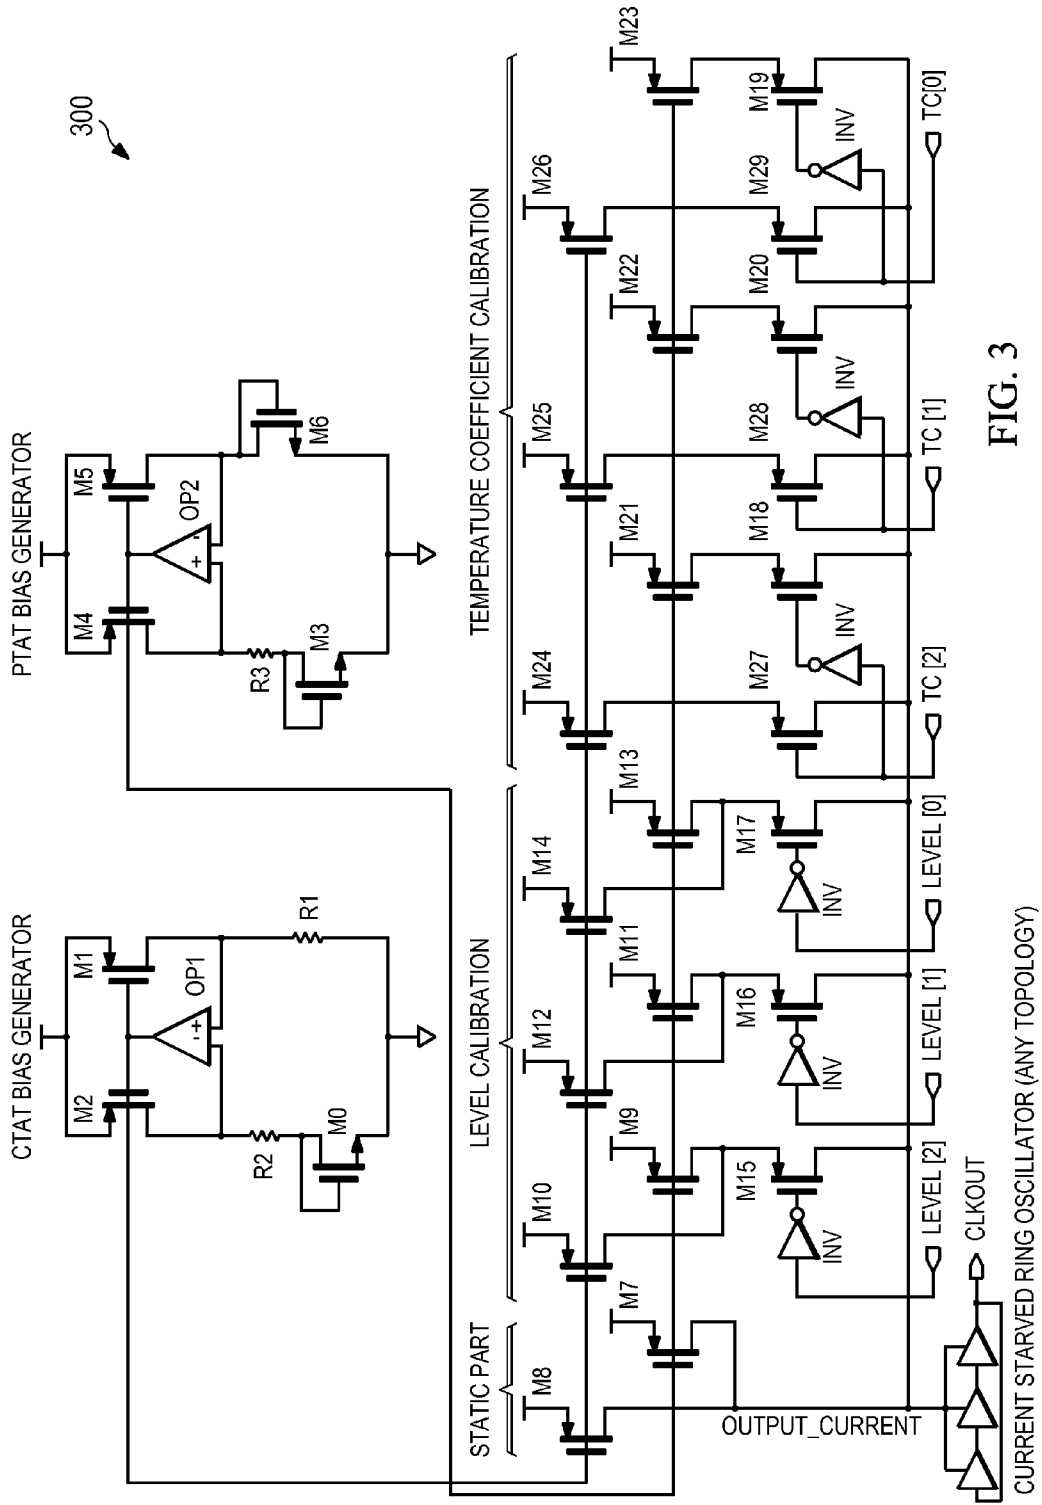 300
CTAT BIAS GENERATOR
PTAT BIAS GENERATOR
M2
M1
OP1
- +
R2
M0
R1
M4
M5
OP2
+ -
R3
M3
M6
STATIC PART
LEVEL CALIBRATION
TEMPERATURE COEFFICIENT CALIBRATION
M8
M10
M12
M14
M24
M25
M26
M7
M9
M11
M13
M21
M22
M23
M15
M16
M17
M27
M18
M28
M20
M29
M19
INV
INV
INV
INV
INV
INV
OUTPUT_CURRENT
LEVEL [2]
LEVEL [1]
LEVEL [0]
TC [2]
TC [1]
TC[0]
CLKOUT
CURRENT STARVED RING OSCILLATOR (ANY TOPOLOGY)
FIG. 3